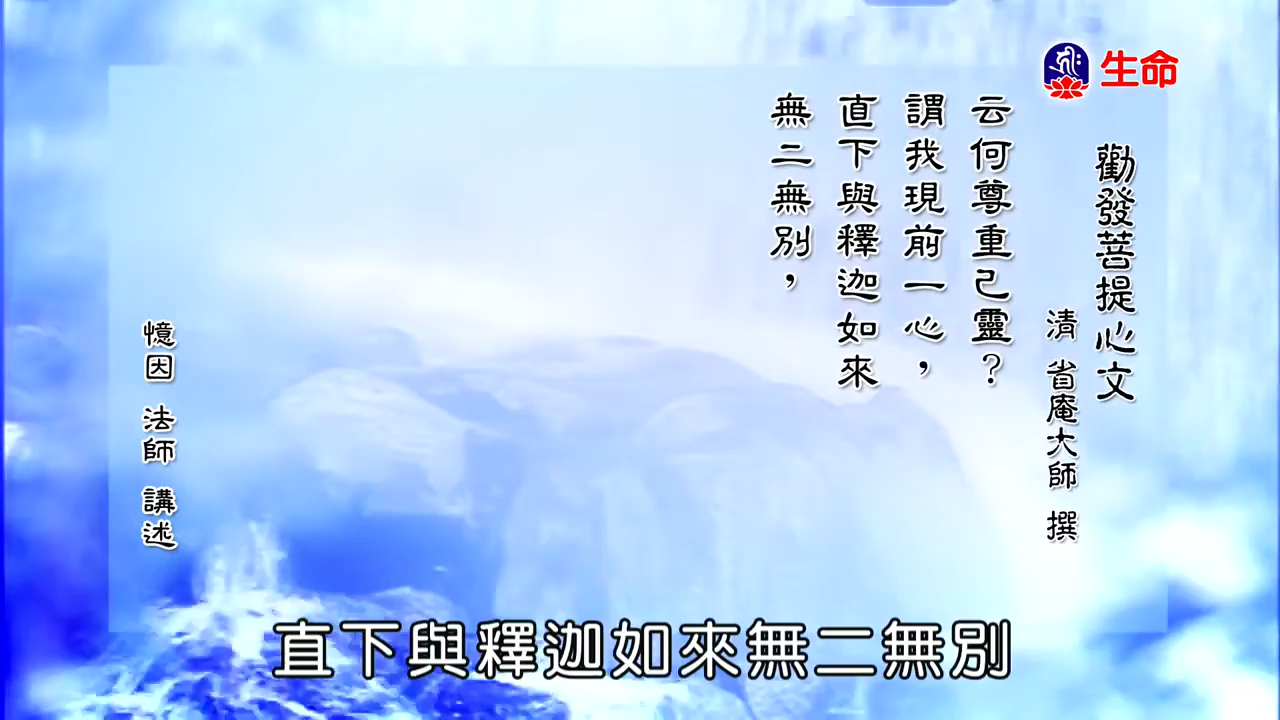 生命
勸發菩提心文
清 省庵大師 撰
云何尊重己靈？
謂我現前一心，
直下與釋迦如來
無二無別，
憶因 法師 講述
直下與釋迦如來無二無別